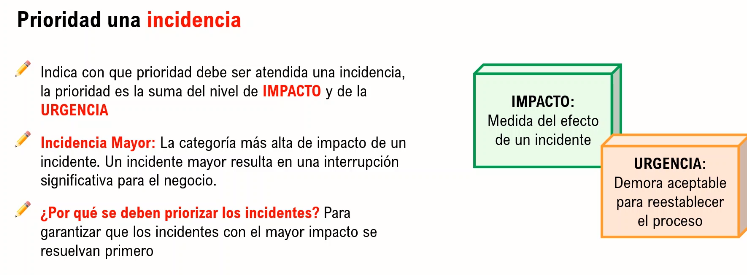 Prioridad una incidencia
Indica con que prioridad debe ser atendida una incidencia,
la prioridad es la suma del nivel de IMPACTO y de la
URGENCIA
Incidencia Mayor: La categoría más alta de impacto de un
incidente. Un incidente mayor resulta en una interrupción
significativa para el negocio.
¿Por qué se deben priorizar los incidentes? Para
garantizar que los incidentes con el mayor impacto se
resuelvan primero
IMPACTO:
Medida del efecto
de un incidente
URGENCIA:
Demora aceptable
para reestablecer
el proceso